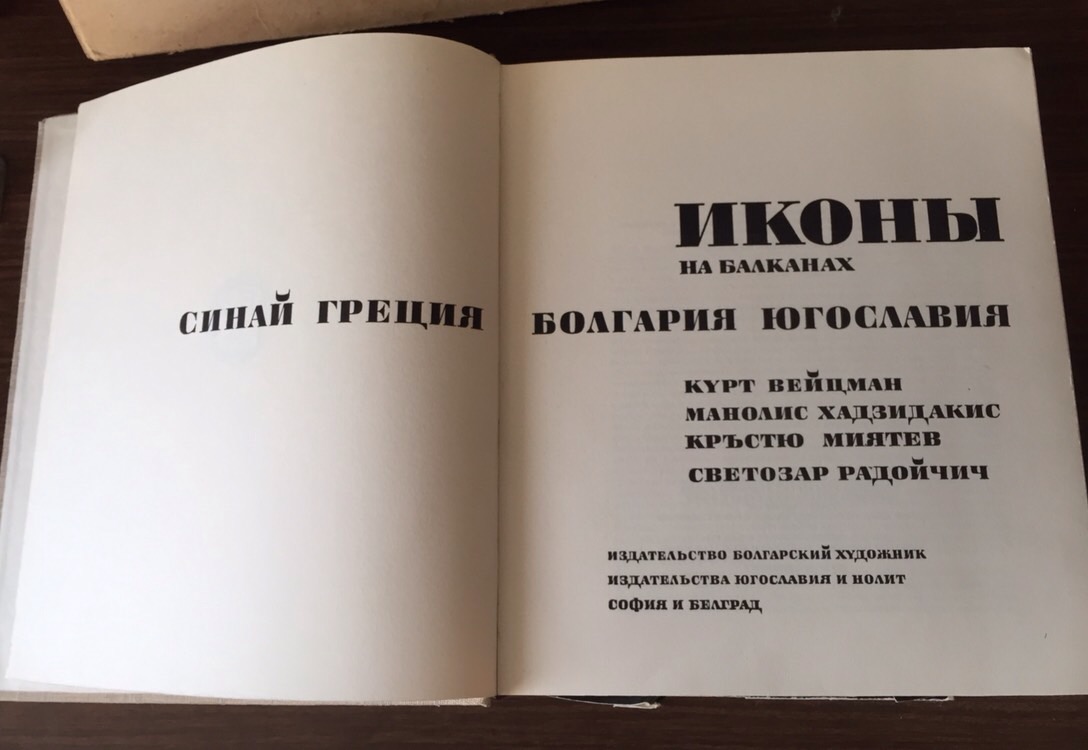 ИКОНЫ
НА БАЛКАНАХ
СИНАЙ ГРЕЦИЯ БОЛГАРИЯ ЮГОСЛАВИЯ
КУРТ ВЕЙЦМАН
МАНОЛИС ХАДЗИДАКИС
КРЪСТЮ МИЯТЕВ
СВЕТОЗАР РАДОЙЧИЧ
ИЗДАТЕЛЬСТВО БОЛГАРСКИЙ ХУДОЖНИК
ИЗДАТЕЛЬСТВА ЮГОСЛАВИЯ И НОЛИТ
СОФИЯ И БЕЛГРАД